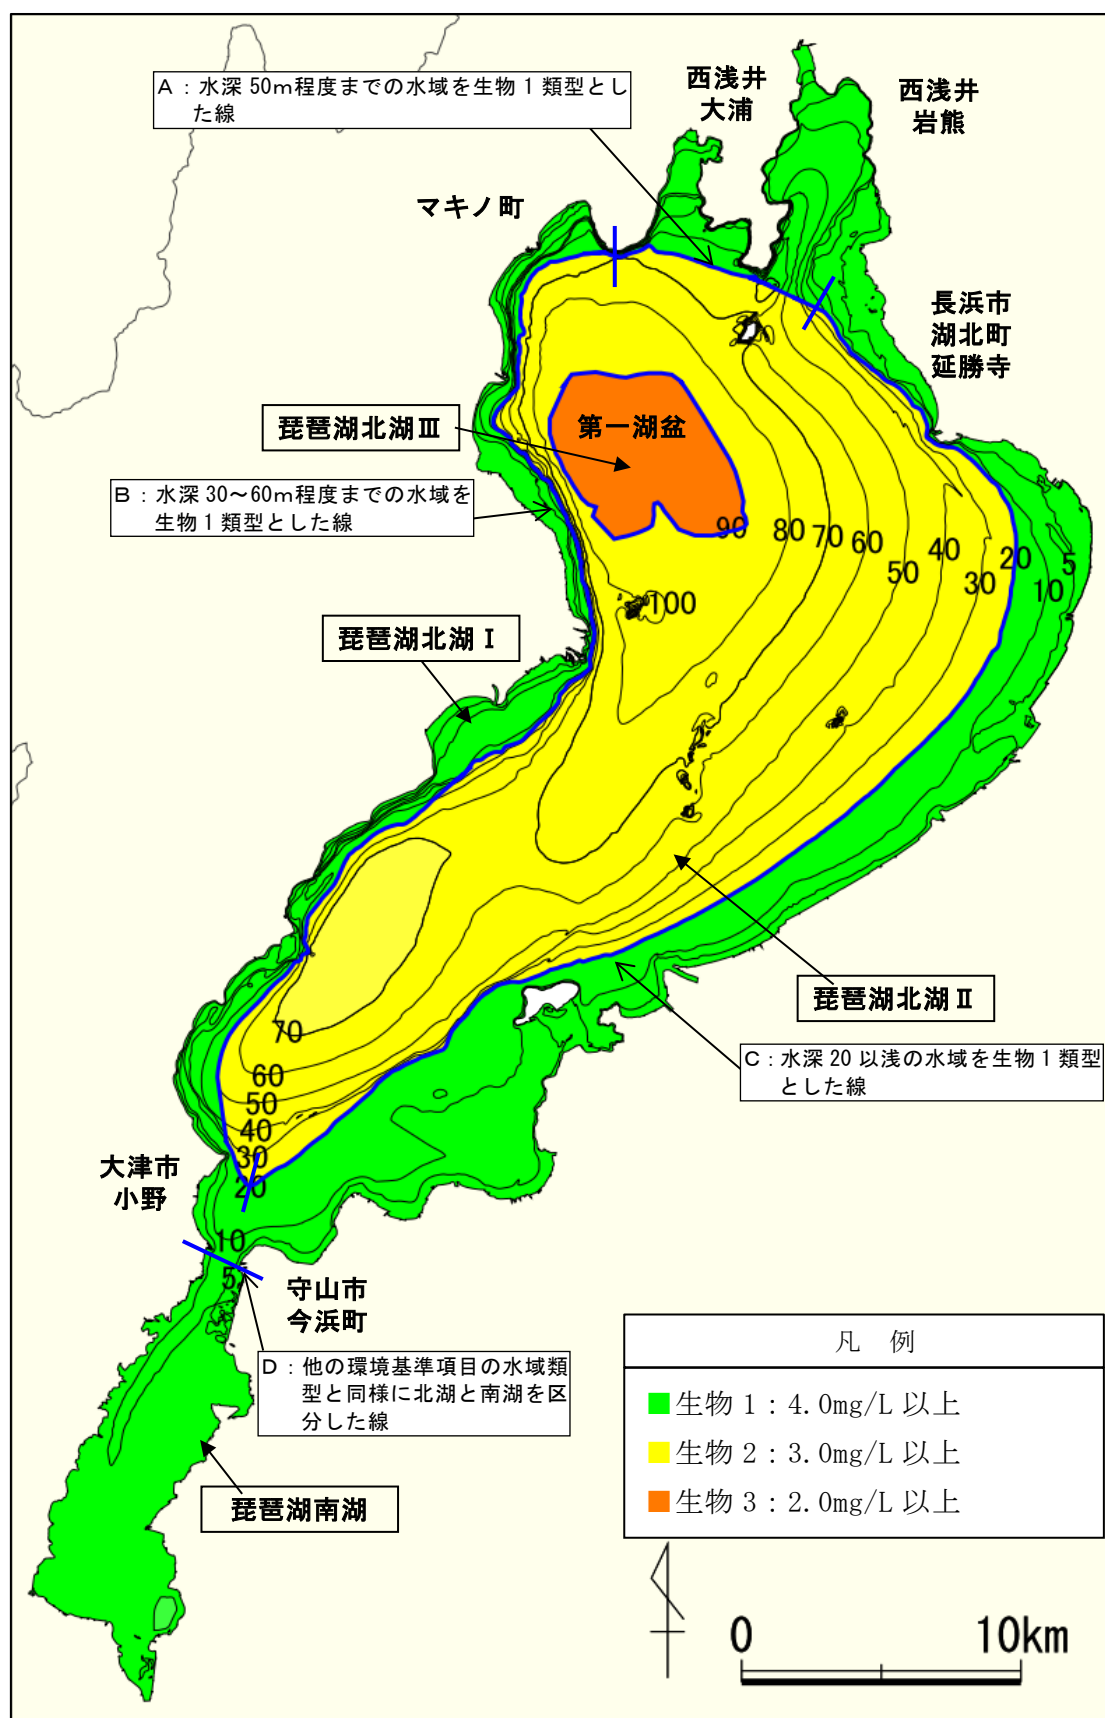 A：水深 50ｍ程度までの水域を生物 1 類型とし
た線
西浅井
大浦
西浅井
岩熊
マキノ町
長浜市
湖北町
延勝寺
琵琶湖北湖Ⅲ
第一湖盆
B：水深 30～60ｍ程度までの水域を
生物 1 類型とした線
90
80
70
60
50
40
30
20
10
5
100
琵琶湖北湖Ⅰ
琵琶湖北湖Ⅱ
C：水深 20 以浅の水域を生物 1 類型
とした線
70
60
50
40
30
20
10
5
大津市
小野
守山市
今浜町
D：他の環境基準項目の水域類
型と同様に北湖と南湖を区
分した線
琵琶湖南湖
凡　例
生物 1：4.0mg/L 以上
生物 2：3.0mg/L 以上
生物 3：2.0mg/L 以上
0 10km